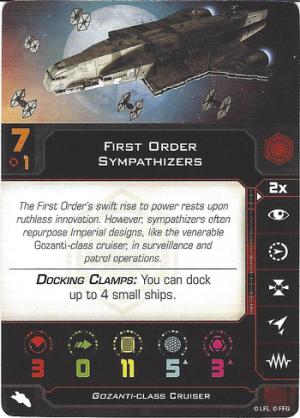 7
1
First Order
Sympathizers
2x
The First Order's swift rise to power rests upon
ruthless innovation. However, sympathizers often
repurpose Imperial designs, like the venerable
Gozanti-class cruiser, in surveillance and
patrol operations.
Docking Clamps: You can dock
up to 4 small ships.
3 0 11 5 3
Gozanti-class Cruiser
©LFL ©FFG